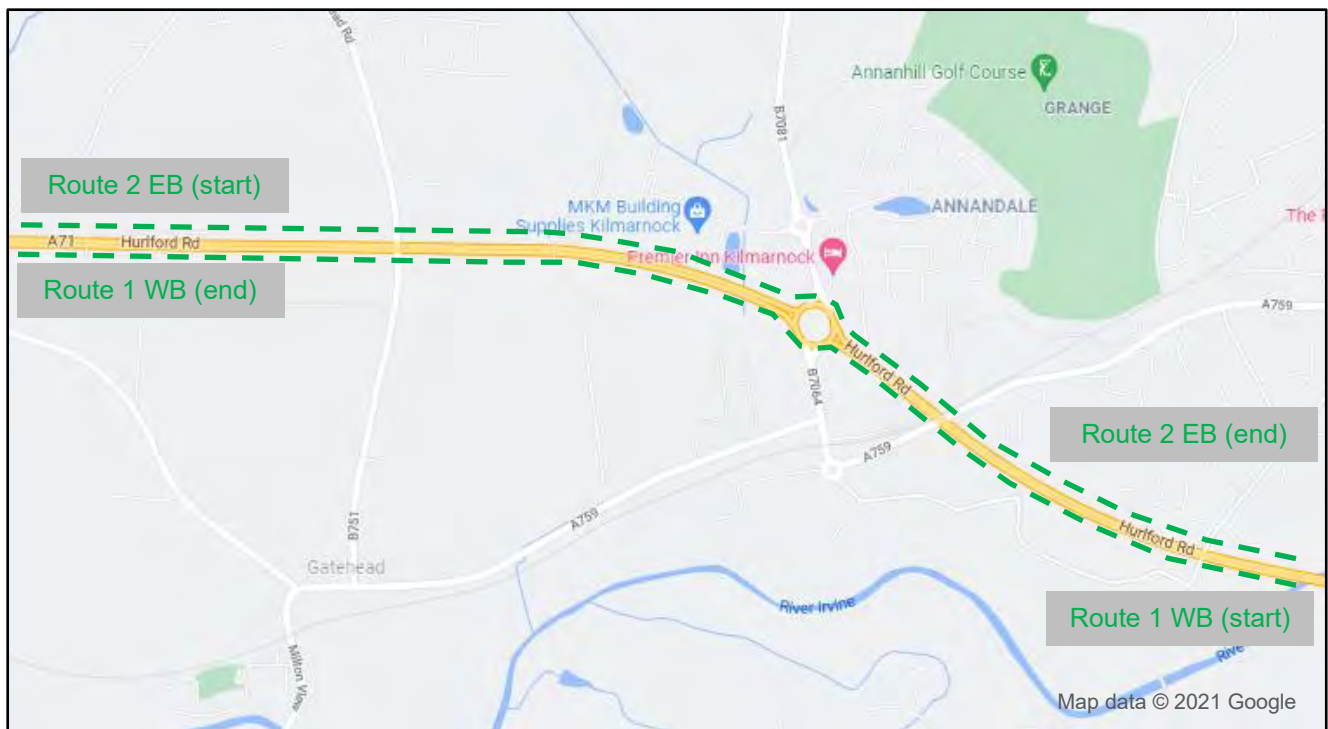 Rd
Annanhill Golf Course
GRANGE
B7081
Route 2 EB (start)
MKM Building
Supplies Kilmarnock
ANNANDALE
The
A71
Hurlford Rd
Premier Inn Kilmarnock
Route 1 WB (end)
A759
Hurlford Rd
B7064
Route 2 EB (end)
A759
B751
A759
Hurlford Rd
Gatehead
River Irvine
Route 1 WB (start)
Milton View
Map data © 2021 Google